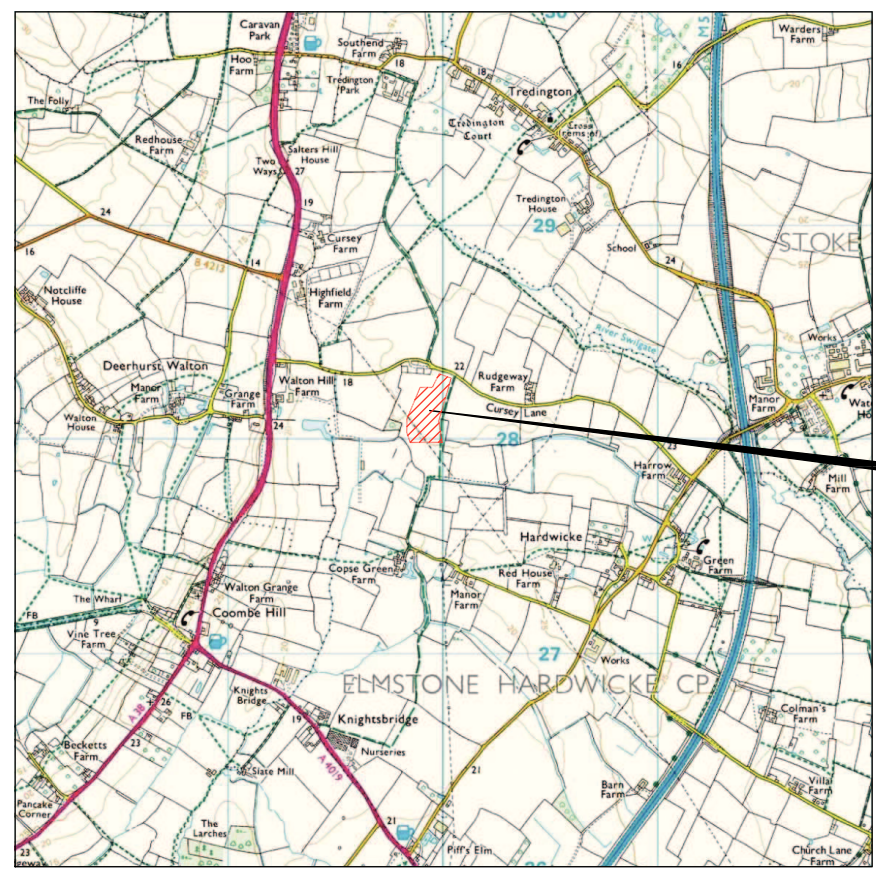 Caravan
Park
30
M5
Warders
Farm
Southend
Farm
18
Hoo
Farm
18
16
Tredington
Park
Tredington
The Folly
Tredington
Court
Redhouse
Farm
Salters Hill
House
Two
Ways
27
19
24
Tredington
House
29
STOKE
Cursey
Farm
School
24
16
14
B 4213
Notcliffe
House
Highfield
Farm
River Swilgate
Works
Deerhurst Walton
22
Rudgeway
Farm
Manor
Farm
Walton Hill
Farm
18
Grange
Farm
Cursey Lane
Manor
Farm
Walton
House
24
28
23
Harrow
Farm
Mill
Farm
Hardwicke
Copse Green
Farm
Red House
Farm
Green
Farm
Walton Grange
Farm
Manor
Farm
The Wharf
FB
9
Coombe Hill
Vine Tree
Farm
27
Works
ELMSTONE HARDWICKE CP
Knights
Bridge
A38
26
FB
19
Knightsbridge
Colman's
Farm
Becketts
Farm
23
Nurseries
A 4019
Slate Mill
21
Barn
Farm
Villa
Farm
Pancake
Corner
The
Larches
21
23
Piff's Elm
Church Lane
Farm